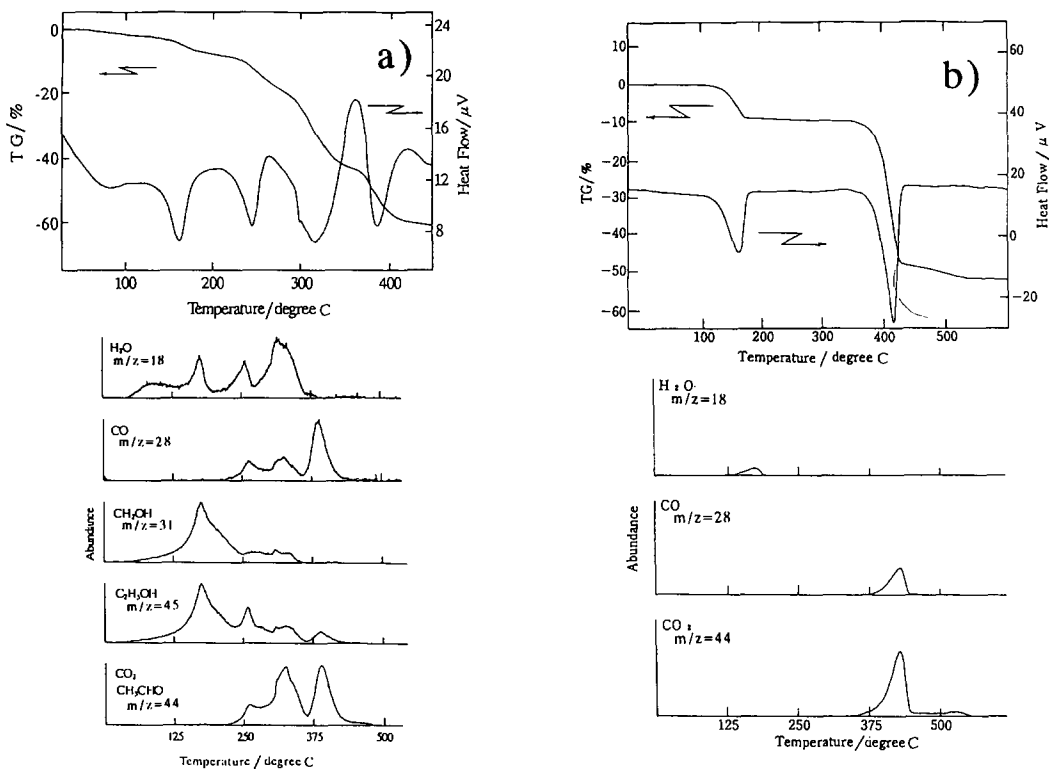 a)
0
-20
-40
-60
TG/%
24
20
16
12
8
Heat Flow/μV
100
200
300
400
Temperature/degree C
H₂O
m/z=18
CO
m/z=28
CH₂OH
m/z=31
C₂H₅OH
m/z=45
CO₂
CH₃CHO
m/z=44
Abundance
125
250
375
500
Temperature/degree C
b)
10
0
-10
-20
-30
-40
-50
-60
TG/%
60
40
20
0
-20
Heat Flow/μV
100
200
300
400
500
Temperature / degree C
H₂O
m/z=18
CO
m/z=28
CO₂
m/z=44
Abundance
125
250
375
500
Temperature/degree C